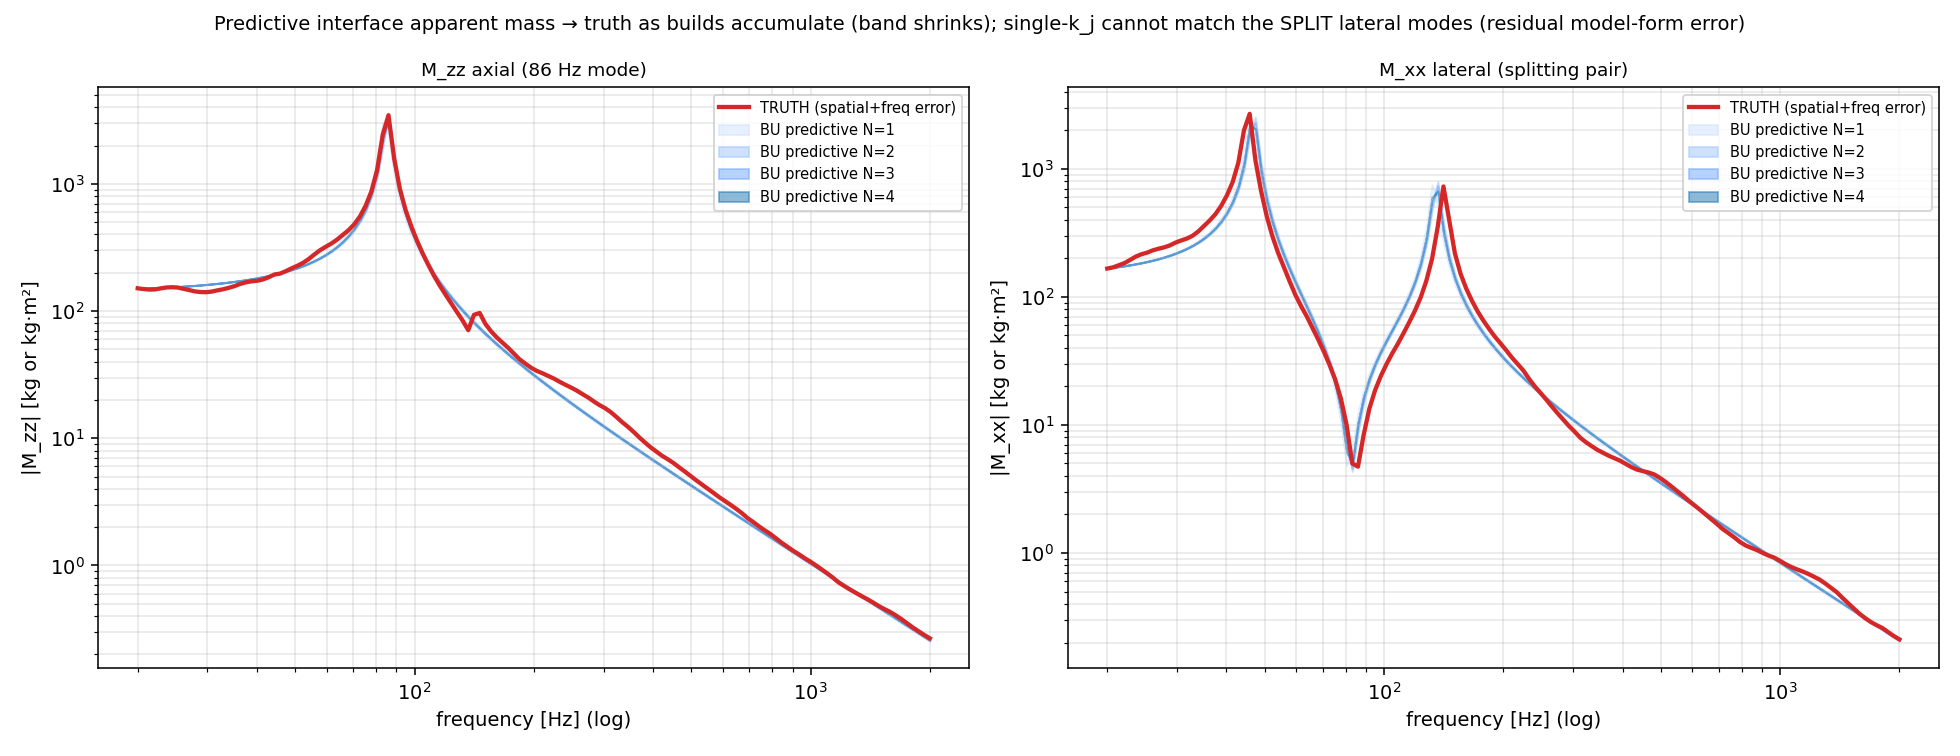 Predictive interface apparent mass → truth as builds accumulate (band shrinks); single-k_j cannot match the SPLIT lateral modes (residual model-form error)
M_zz axial (86 Hz mode)
TRUTH (spatial+freq error)
BU predictive N=1
BU predictive N=2
BU predictive N=3
BU predictive N=4
|M_zz| [kg or kg·m²]
10³
10²
10¹
10⁰
10²
10³
frequency [Hz] (log)
M_xx lateral (splitting pair)
TRUTH (spatial+freq error)
BU predictive N=1
BU predictive N=2
BU predictive N=3
BU predictive N=4
|M_xx| [kg or kg·m²]
10³
10²
10¹
10⁰
10²
10³
frequency [Hz] (log)